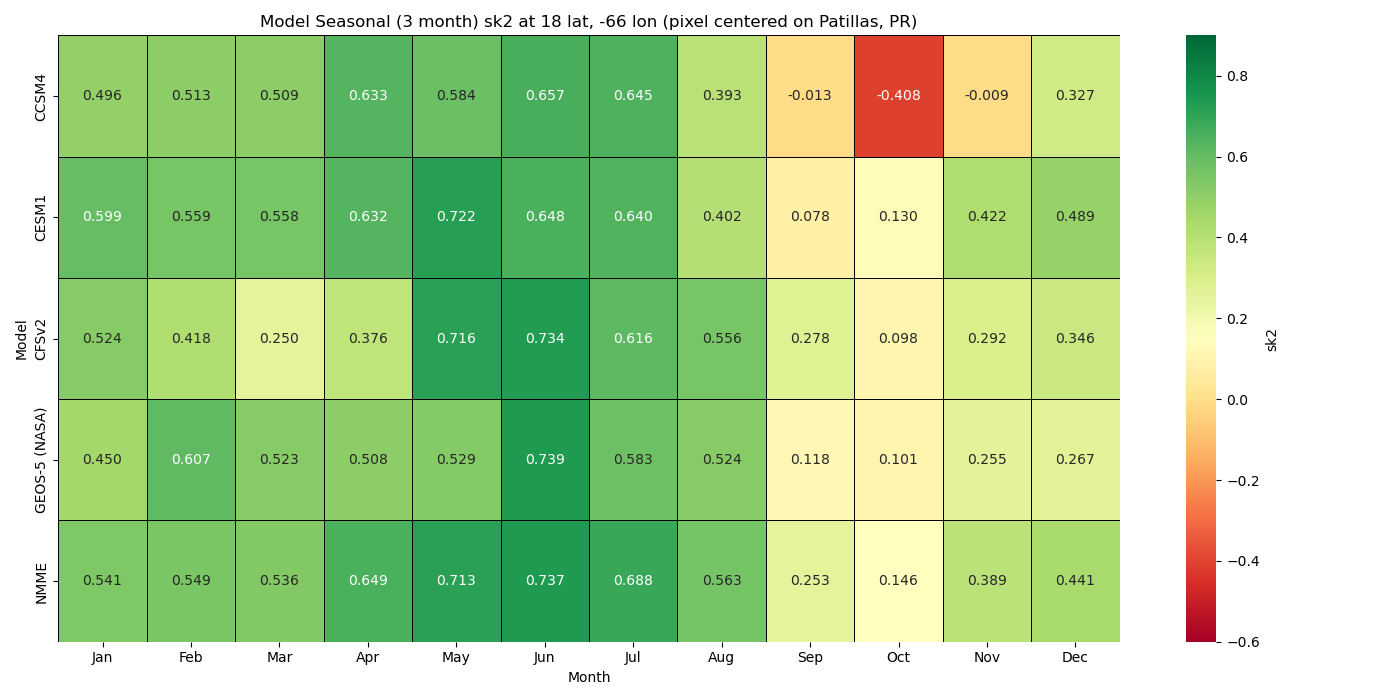 Model Seasonal (3 month) sk2 at 18 lat, -66 lon (pixel centered on Patillas, PR)
Model
CCSM4
0.496 0.513 0.509 0.633 0.584 0.657 0.645 0.393 -0.013 -0.408 -0.009 0.327
CESM1
0.599 0.559 0.558 0.632 0.722 0.648 0.640 0.402 0.078 0.130 0.422 0.489
CFSv2
0.524 0.418 0.250 0.376 0.716 0.734 0.616 0.556 0.278 0.098 0.292 0.346
GEOS-5 (NASA)
0.450 0.607 0.523 0.508 0.529 0.739 0.583 0.524 0.118 0.101 0.255 0.267
NMME
0.541 0.549 0.536 0.649 0.713 0.737 0.688 0.563 0.253 0.146 0.389 0.441
Jan Feb Mar Apr May Jun Jul Aug Sep Oct Nov Dec
Month
0.8
0.6
0.4
0.2
0.0
−0.2
−0.4
−0.6
sk2